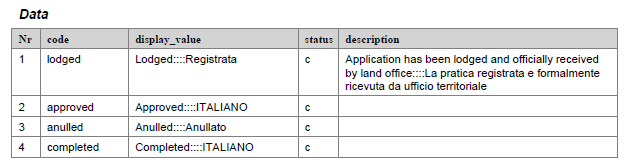 Data
Nr code display_value status description
1 lodged Lodged::::Registrata c Application has been lodged and officially received
by land office::::La pratica registrata e formalmente
ricevuta da ufficio territoriale
2 approved Approved::::ITALIANO c
3 anulled Anulled::::Anullato c
4 completed Completed::::ITALIANO c